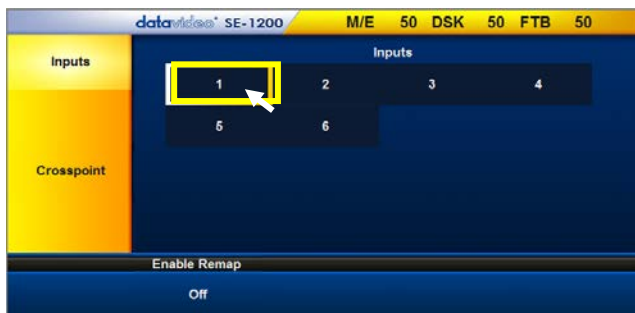 datavideo® SE-1200 M/E 50 DSK 50 FTB 50
Inputs
Inputs
1 2 3 4
5 6
Crosspoint
Enable Remap
Off